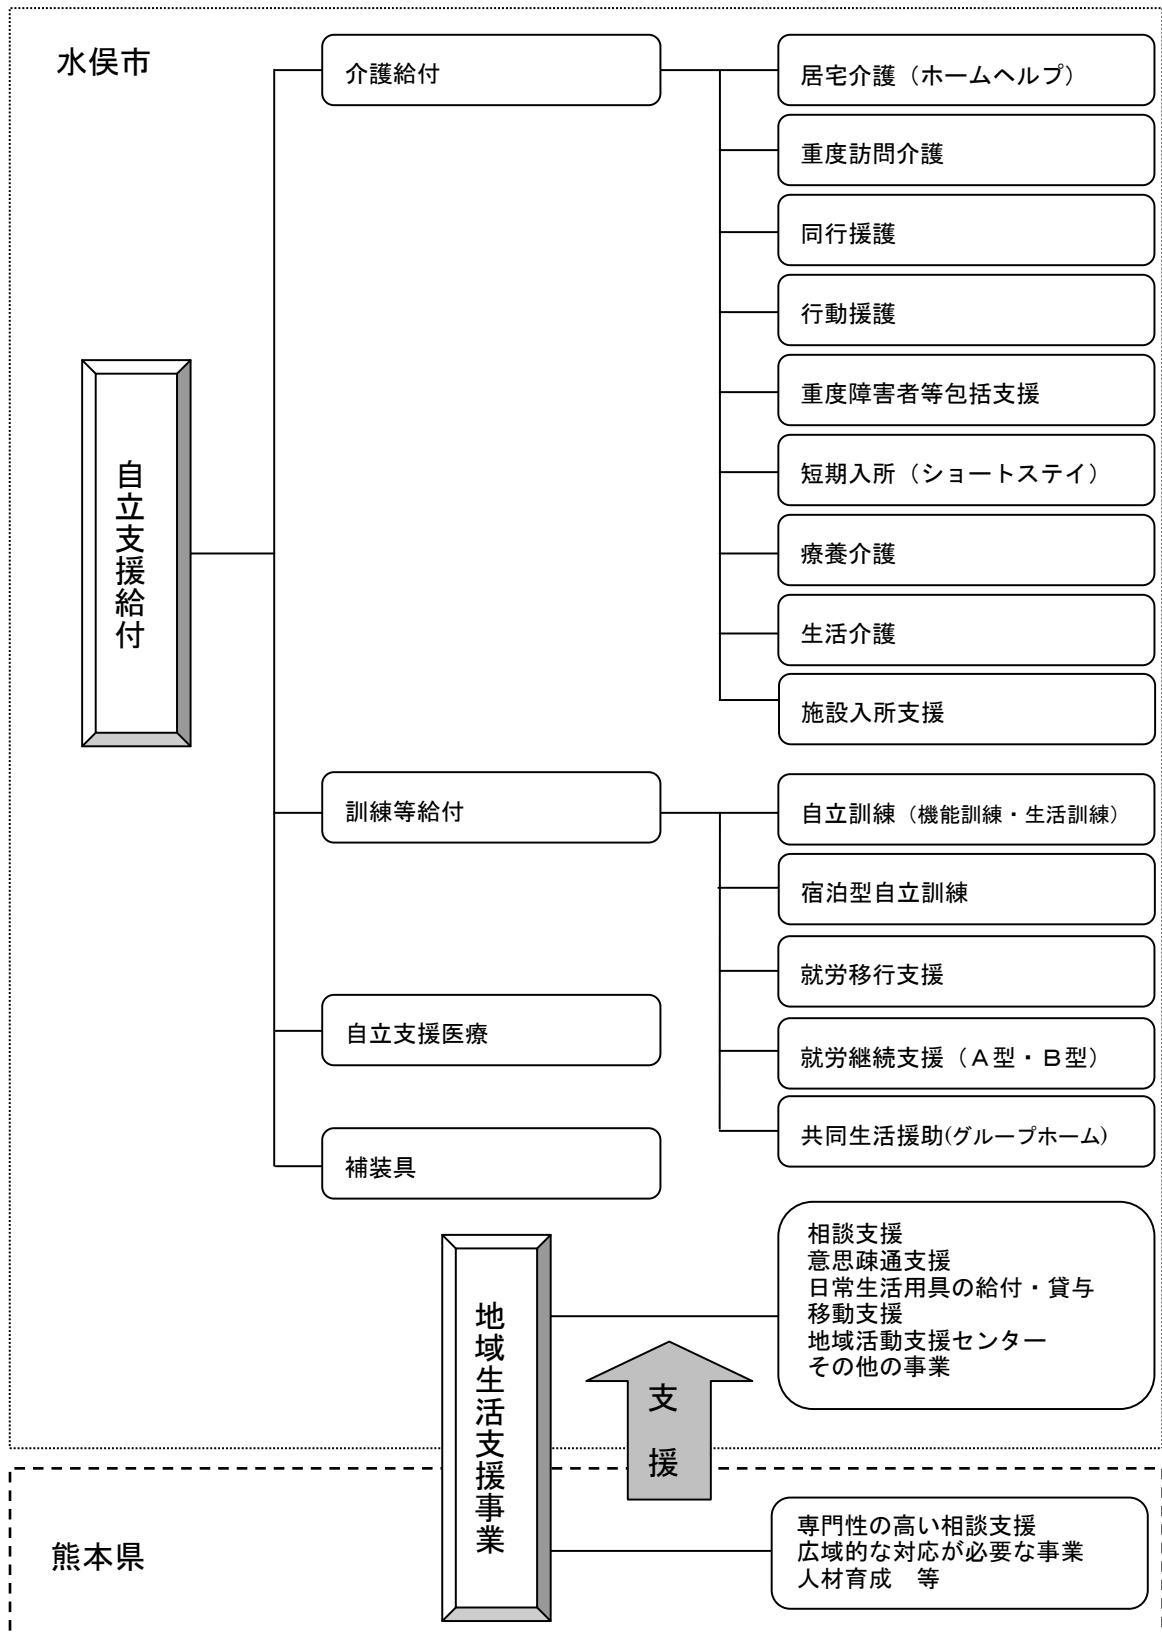 水俣市
自立支援給付
介護給付
居宅介護（ホームヘルプ）
重度訪問介護
同行援護
行動援護
重度障害者等包括支援
短期入所（ショートステイ）
療養介護
生活介護
施設入所支援
訓練等給付
自立訓練（機能訓練・生活訓練）
宿泊型自立訓練
就労移行支援
就労継続支援（Ａ型・Ｂ型）
共同生活援助(グループホーム)
自立支援医療
補装具
地域生活支援事業
相談支援
意思疎通支援
日常生活用具の給付・貸与
移動支援
地域活動支援センター
その他の事業
支援
熊本県
専門性の高い相談支援
広域的な対応が必要な事業
人材育成　等